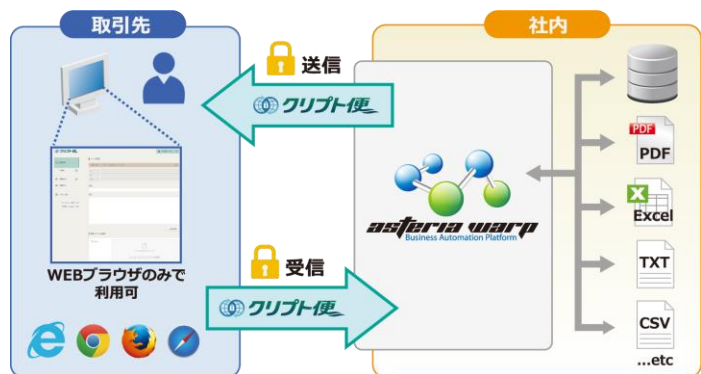 取引先
社内
送信
クリプト便
WEBブラウザのみで
利用可
受信
クリプト便
asteria warp
Business Automation Platform
PDF
PDF
X
Excel
TXT
CSV
...etc